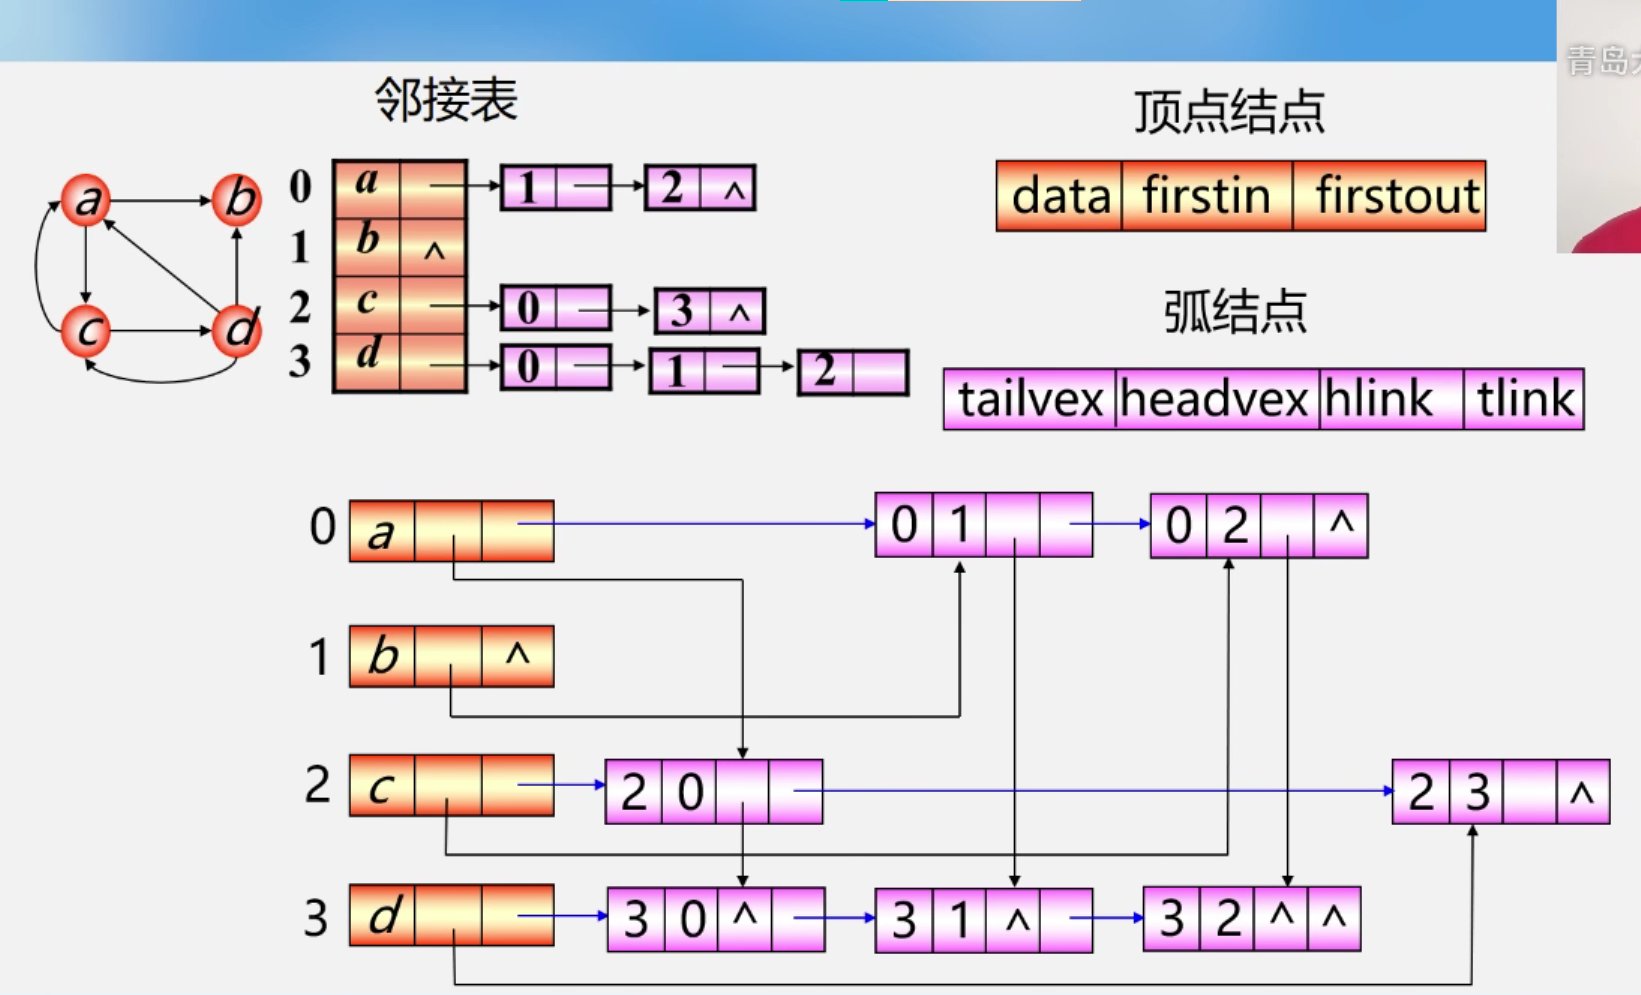 青岛
邻接表
顶点结点
data firstin firstout
a b
c d
0 a 1 2 ^
1 b ^
2 c 0 3 ^
3 d 0 1 2
弧结点
tailvex headvex hlink tlink
0 a 0 1 0 2 ^
1 b ^
2 c 2 0 2 3 ^
3 d 3 0 ^ 3 1 ^ 3 2 ^ ^